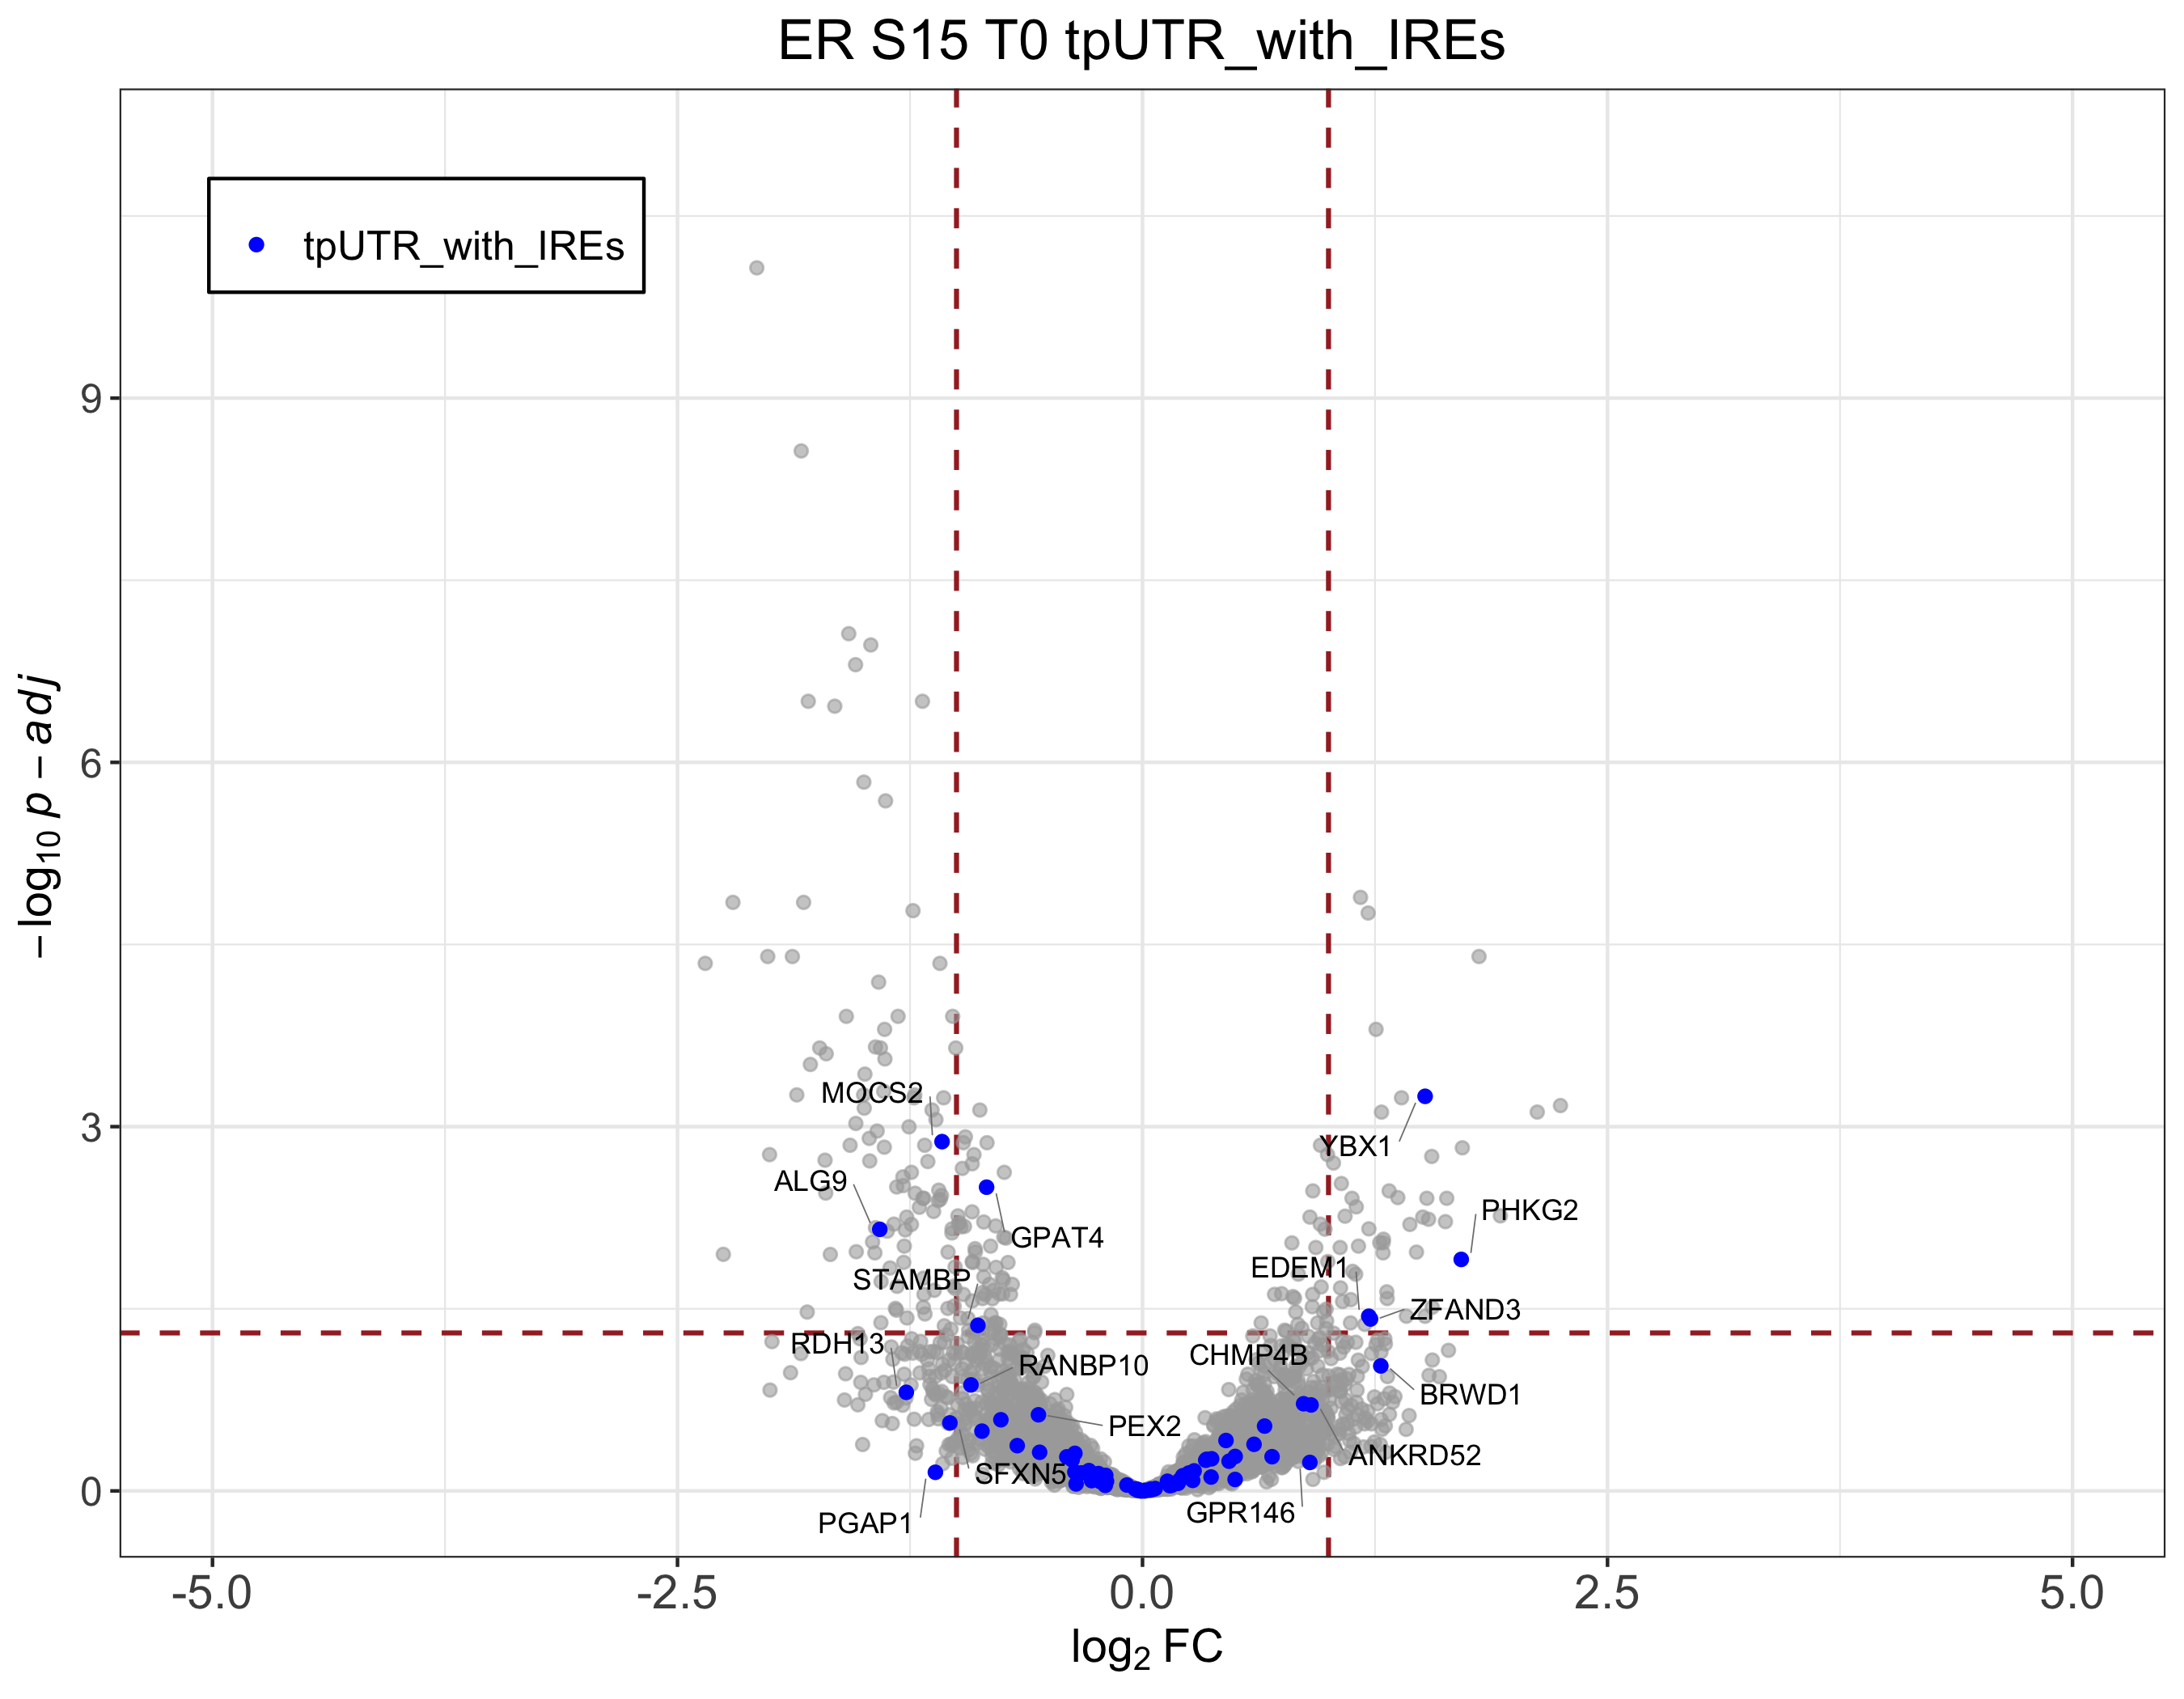 ER S15 T0 tpUTR_with_IREs
tpUTR_with_IREs
9
6
3
0
−log10 p − adj
MOCS2
ALG9
GPAT4
STAMBP
RDH13
RANBP10
PEX2
SFXN5
PGAP1
YBX1
PHKG2
EDEM1
ZFAND3
CHMP4B
BRWD1
ANKRD52
GPR146
-5.0
-2.5
0.0
2.5
5.0
log2 FC